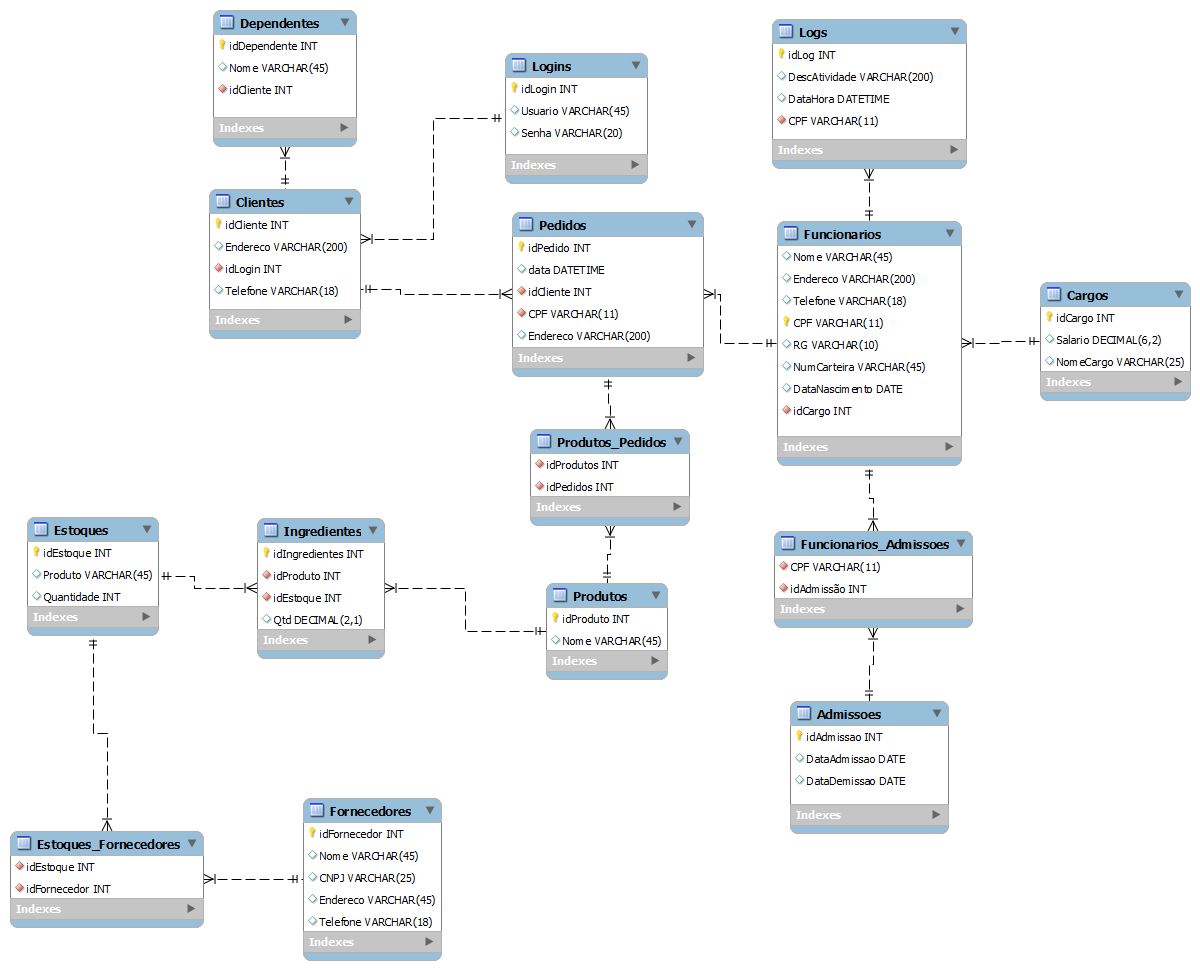 Dependentes
idDependente INT
Nome VARCHAR(45)
idCliente INT
Indexes
Logins
idLogin INT
Usuario VARCHAR(45)
Senha VARCHAR(20)
Indexes
Logs
idLog INT
DescAtividade VARCHAR(200)
DataHora DATETIME
CPF VARCHAR(11)
Indexes
Clientes
idCliente INT
Endereco VARCHAR(200)
idLogin INT
Telefone VARCHAR(18)
Indexes
Pedidos
idPedido INT
data DATETIME
idCliente INT
CPF VARCHAR(11)
Endereco VARCHAR(200)
Indexes
Funcionarios
Nome VARCHAR(45)
Endereco VARCHAR(200)
Telefone VARCHAR(18)
CPF VARCHAR(11)
RG VARCHAR(10)
NumCarteira VARCHAR(45)
DataNascimento DATE
idCargo INT
Indexes
Cargos
idCargo INT
Salario DECIMAL(6,2)
NomeCargo VARCHAR(25)
Indexes
Produtos_Pedidos
idProdutos INT
idPedidos INT
Indexes
Estoques
idEstoque INT
Produto VARCHAR(45)
Quantidade INT
Indexes
Ingredientes
idIngredientes INT
idProduto INT
idEstoque INT
Qtd DECIMAL(2,1)
Indexes
Produtos
idProduto INT
Nome VARCHAR(45)
Indexes
Funcionarios_Admissoes
CPF VARCHAR(11)
idAdmissão INT
Indexes
Admissoes
idAdmissao INT
DataAdmissao DATE
DataDemissao DATE
Indexes
Estoques_Fornecedores
idEstoque INT
idFornecedor INT
Indexes
Fornecedores
idFornecedor INT
Nome VARCHAR(45)
CNPJ VARCHAR(25)
Endereco VARCHAR(45)
Telefone VARCHAR(18)
Indexes